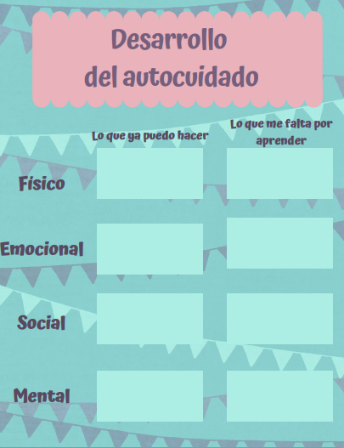 Desarrollo
del autocuidado
Lo que ya puedo hacer
Lo que me falta por
aprender
Físico
Emocional
Social
Mental